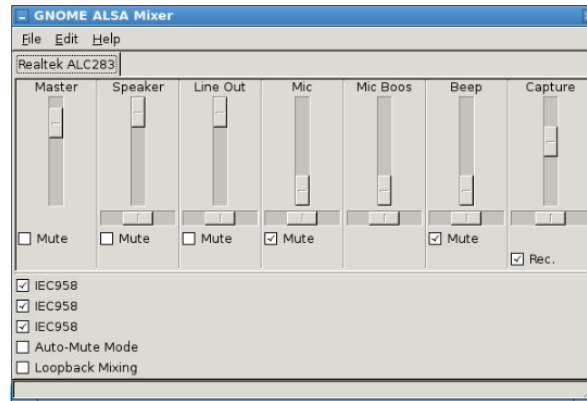 GNOME ALSA Mixer
File Edit Help
Realtek ALC283
Master Speaker Line Out Mic Mic Boos Beep Capture
Mute Mute Mute Mute Mute
Rec.
IEC958
IEC958
IEC958
Auto-Mute Mode
Loopback Mixing